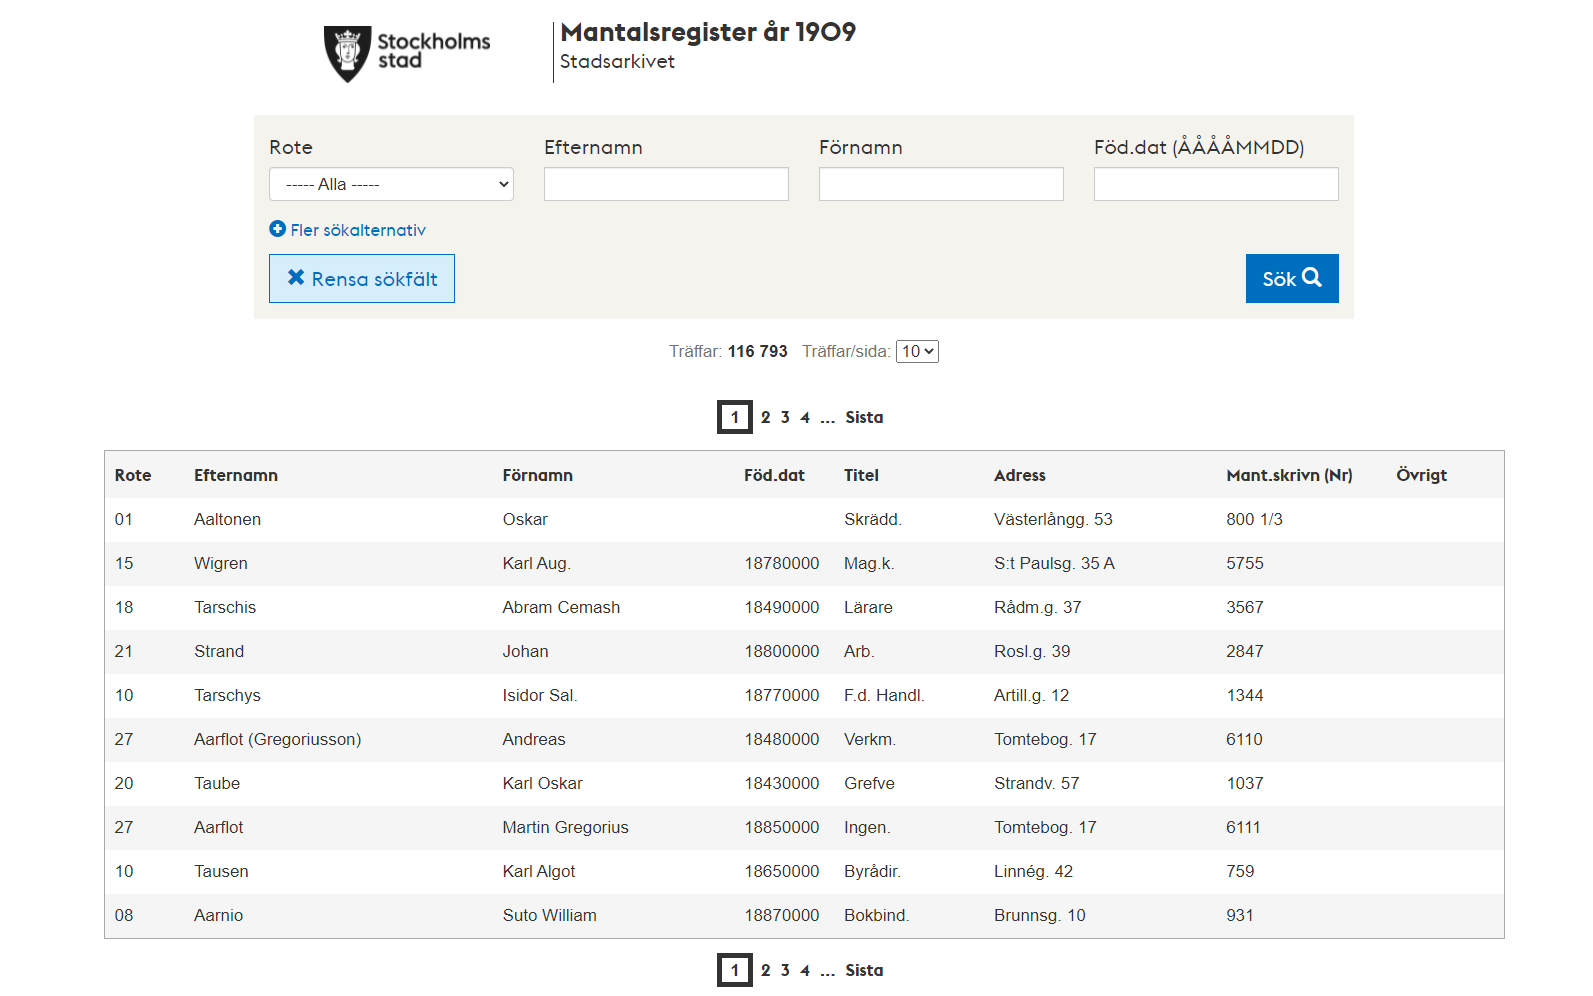 Stockholms
stad
Mantalsregister år 1909
Stadsarkivet
Rote Efternamn Förnamn Föd.dat (ÅÅÅÅMMDD)
----- Alla -----
Fler sökalternativ
Rensa sökfält Sök
Träffar: 116 793 Träffar/sida: 10
1 2 3 4 ... Sista
Rote Efternamn Förnamn Föd.dat Titel Adress Mant.skrivn (Nr) Övrigt
01 Aaltonen Oskar Skrädd. Västerlångg. 53 800 1/3
15 Wigren Karl Aug. 18780000 Mag.k. S:t Paulsg. 35 A 5755
18 Tarschis Abram Cemash 18490000 Lärare Rådm.g. 37 3567
21 Strand Johan 18800000 Arb. Rosl.g. 39 2847
10 Tarschys Isidor Sal. 18770000 F.d. Handl. Artill.g. 12 1344
27 Aarflot (Gregoriusson) Andreas 18480000 Verkm. Tomtebog. 17 6110
20 Taube Karl Oskar 18430000 Grefve Strandv. 57 1037
27 Aarflot Martin Gregorius 18850000 Ingen. Tomtebog. 17 6111
10 Tausen Karl Algot 18650000 Byrådir. Linnég. 42 759
08 Aarnio Suto William 18870000 Bokbind. Brunnsg. 10 931
1 2 3 4 ... Sista